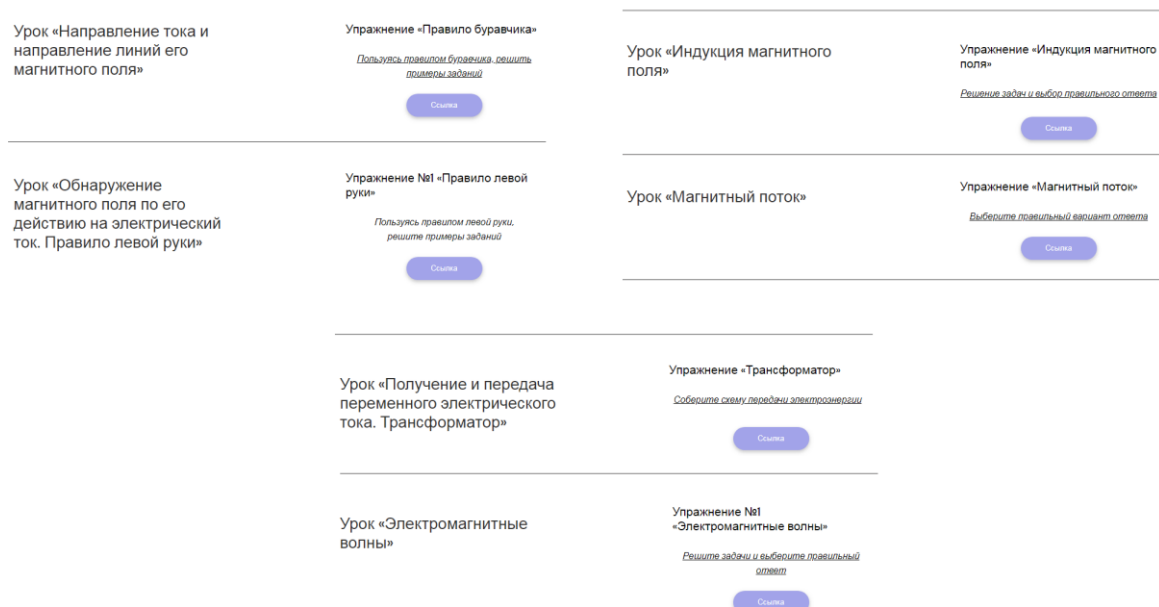 Урок «Направление тока и
направление линий его
магнитного поля»
Упражнение «Правило буравчика»
Пользуясь правилом буравчика, решить
примеры заданий
Ссылка
Урок «Обнаружение
магнитного поля по его
действию на электрический
ток. Правило левой руки»
Упражнение №1 «Правило левой
руки»
Пользуясь правилом левой руки,
решите примеры заданий
Ссылка
Урок «Индукция магнитного
поля»
Упражнение «Индукция магнитного
поля»
Решение задач и выбор правильного ответа
Ссылка
Урок «Магнитный поток»
Упражнение «Магнитный поток»
Выберите правильный вариант ответа
Ссылка
Урок «Получение и передача
переменного электрического
тока. Трансформатор»
Упражнение «Трансформатор»
Соберите схему передачи электроэнергии
Ссылка
Урок «Электромагнитные
волны»
Упражнение №1
«Электромагнитные волны»
Решите задачи и выберите правильный
ответ
Ссылка